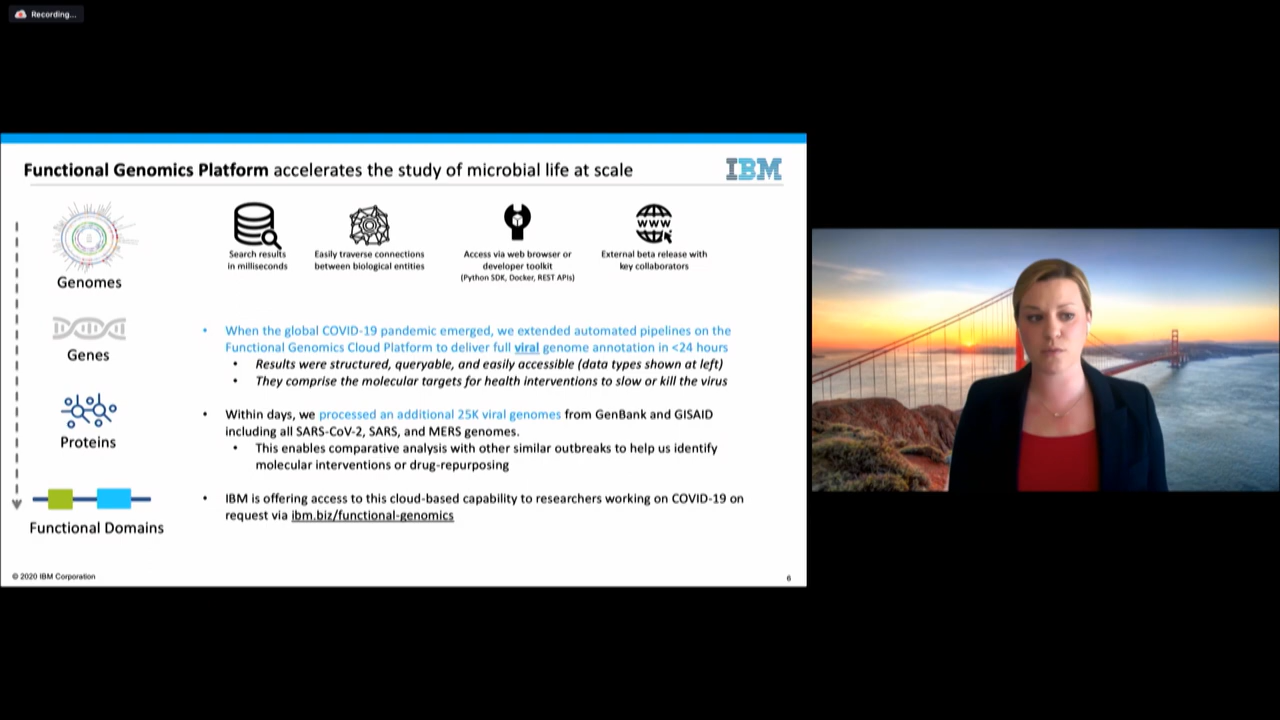 Recording...
Functional Genomics Platform accelerates the study of microbial life at scale
IBM
Genomes
Genes
Proteins
Functional Domains
Search results
in milliseconds
Easily traverse connections
between biological entities
Access via web browser or
developer toolkit
(Python SDK, Docker, REST APIs)
WWW
External beta release with
key collaborators
• When the global COVID-19 pandemic emerged, we extended automated pipelines on the
Functional Genomics Cloud Platform to deliver full viral genome annotation in <24 hours
• Results were structured, queryable, and easily accessible (data types shown at left)
• They comprise the molecular targets for health interventions to slow or kill the virus
• Within days, we processed an additional 25K viral genomes from GenBank and GISAID
including all SARS-CoV-2, SARS, and MERS genomes.
• This enables comparative analysis with other similar outbreaks to help us identify
molecular interventions or drug-repurposing
• IBM is offering access to this cloud-based capability to researchers working on COVID-19 on
request via ibm.biz/functional-genomics
© 2020 IBM Corporation
6